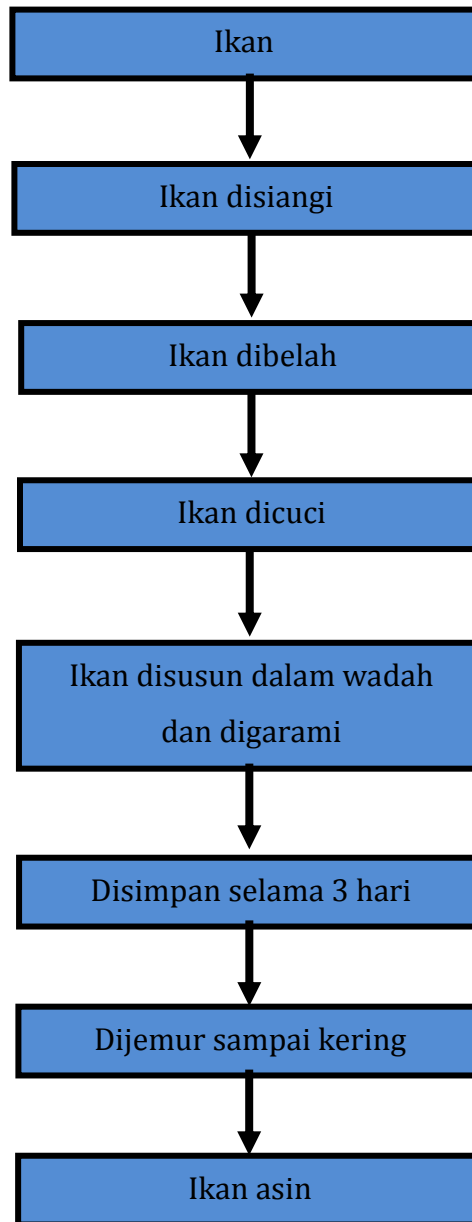 Ikan
Ikan disiangi
Ikan dibelah
Ikan dicuci
Ikan disusun dalam wadah
dan digarami
Disimpan selama 3 hari
Dijemur sampai kering
Ikan asin